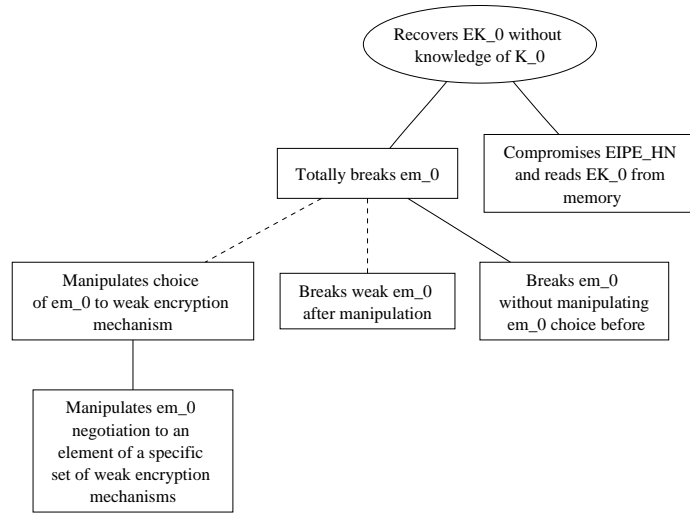 Recovers EK_0 without
knowledge of K_0
Totally breaks em_0
Compromises EIPE_HN
and reads EK_0 from
memory
Manipulates choice
of em_0 to weak encryption
mechanism
Breaks weak em_0
after manipulation
Breaks em_0
without manipulating
em_0 choice before
Manipulates em_0
negotiation to an
element of a specific
set of weak encryption
mechanisms